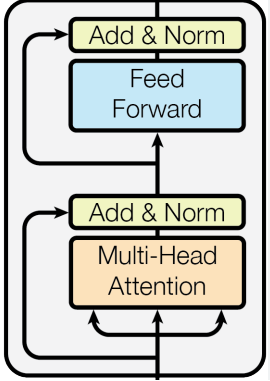 Add & Norm
Feed
Forward
Add & Norm
Multi-Head
Attention